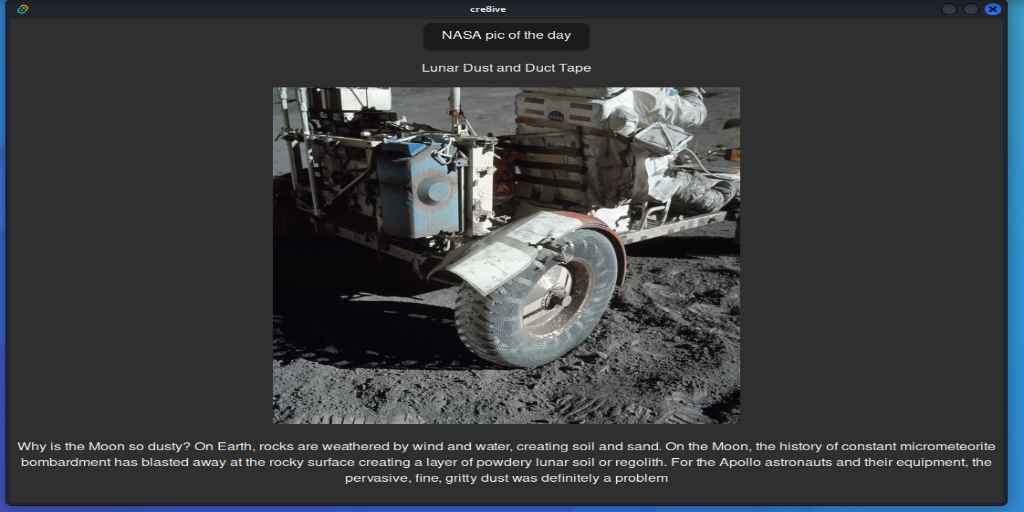 cre8ive
NASA pic of the day
Lunar Dust and Duct Tape
Why is the Moon so dusty? On Earth, rocks are weathered by wind and water, creating soil and sand. On the Moon, the history of constant micrometeorite
bombardment has blasted away at the rocky surface creating a layer of powdery lunar soil or regolith. For the Apollo astronauts and their equipment, the
pervasive, fine, gritty dust was definitely a problem